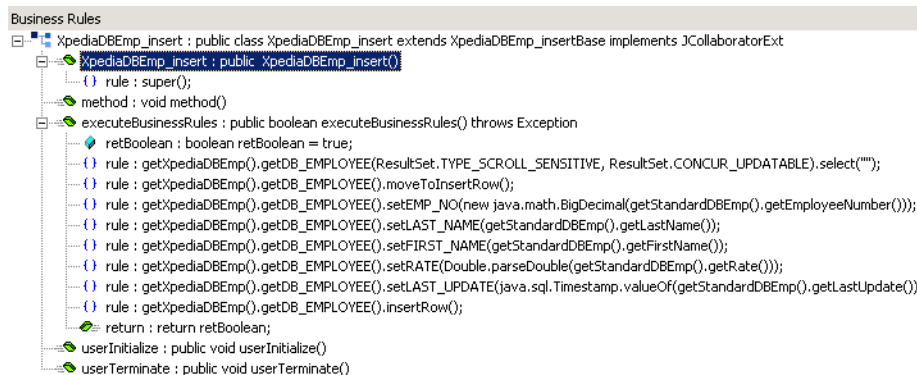 Business Rules
XpediaDBEmp_insert : public class XpediaDBEmp_insert extends XpediaDBEmp_insertBase implements JCollaboratorExt
XpediaDBEmp_insert : public XpediaDBEmp_insert()
{} rule : super();
method : void method()
executeBusinessRules : public boolean executeBusinessRules() throws Exception
retBoolean : boolean retBoolean = true;
{} rule : getXpediaDBEmp().getDB_EMPLOYEE(ResultSet.TYPE_SCROLL_SENSITIVE, ResultSet.CONCUR_UPDATABLE).select("");
{} rule : getXpediaDBEmp().getDB_EMPLOYEE().moveToInsertRow();
{} rule : getXpediaDBEmp().getDB_EMPLOYEE().setEMP_NO(new java.math.BigDecimal(getStandardDBEmp().getEmployeeNumber()));
{} rule : getXpediaDBEmp().getDB_EMPLOYEE().setLAST_NAME(getStandardDBEmp().getLastName());
{} rule : getXpediaDBEmp().getDB_EMPLOYEE().setFIRST_NAME(getStandardDBEmp().getFirstName());
{} rule : getXpediaDBEmp().getDB_EMPLOYEE().setRATE(Double.parseDouble(getStandardDBEmp().getRate()));
{} rule : getXpediaDBEmp().getDB_EMPLOYEE().setLAST_UPDATE(java.sql.Timestamp.valueOf(getStandardDBEmp().getLastUpdate())
{} rule : getXpediaDBEmp().getDB_EMPLOYEE().insertRow();
return : return retBoolean;
userInitialize : public void userInitialize()
userTerminate : public void userTerminate()